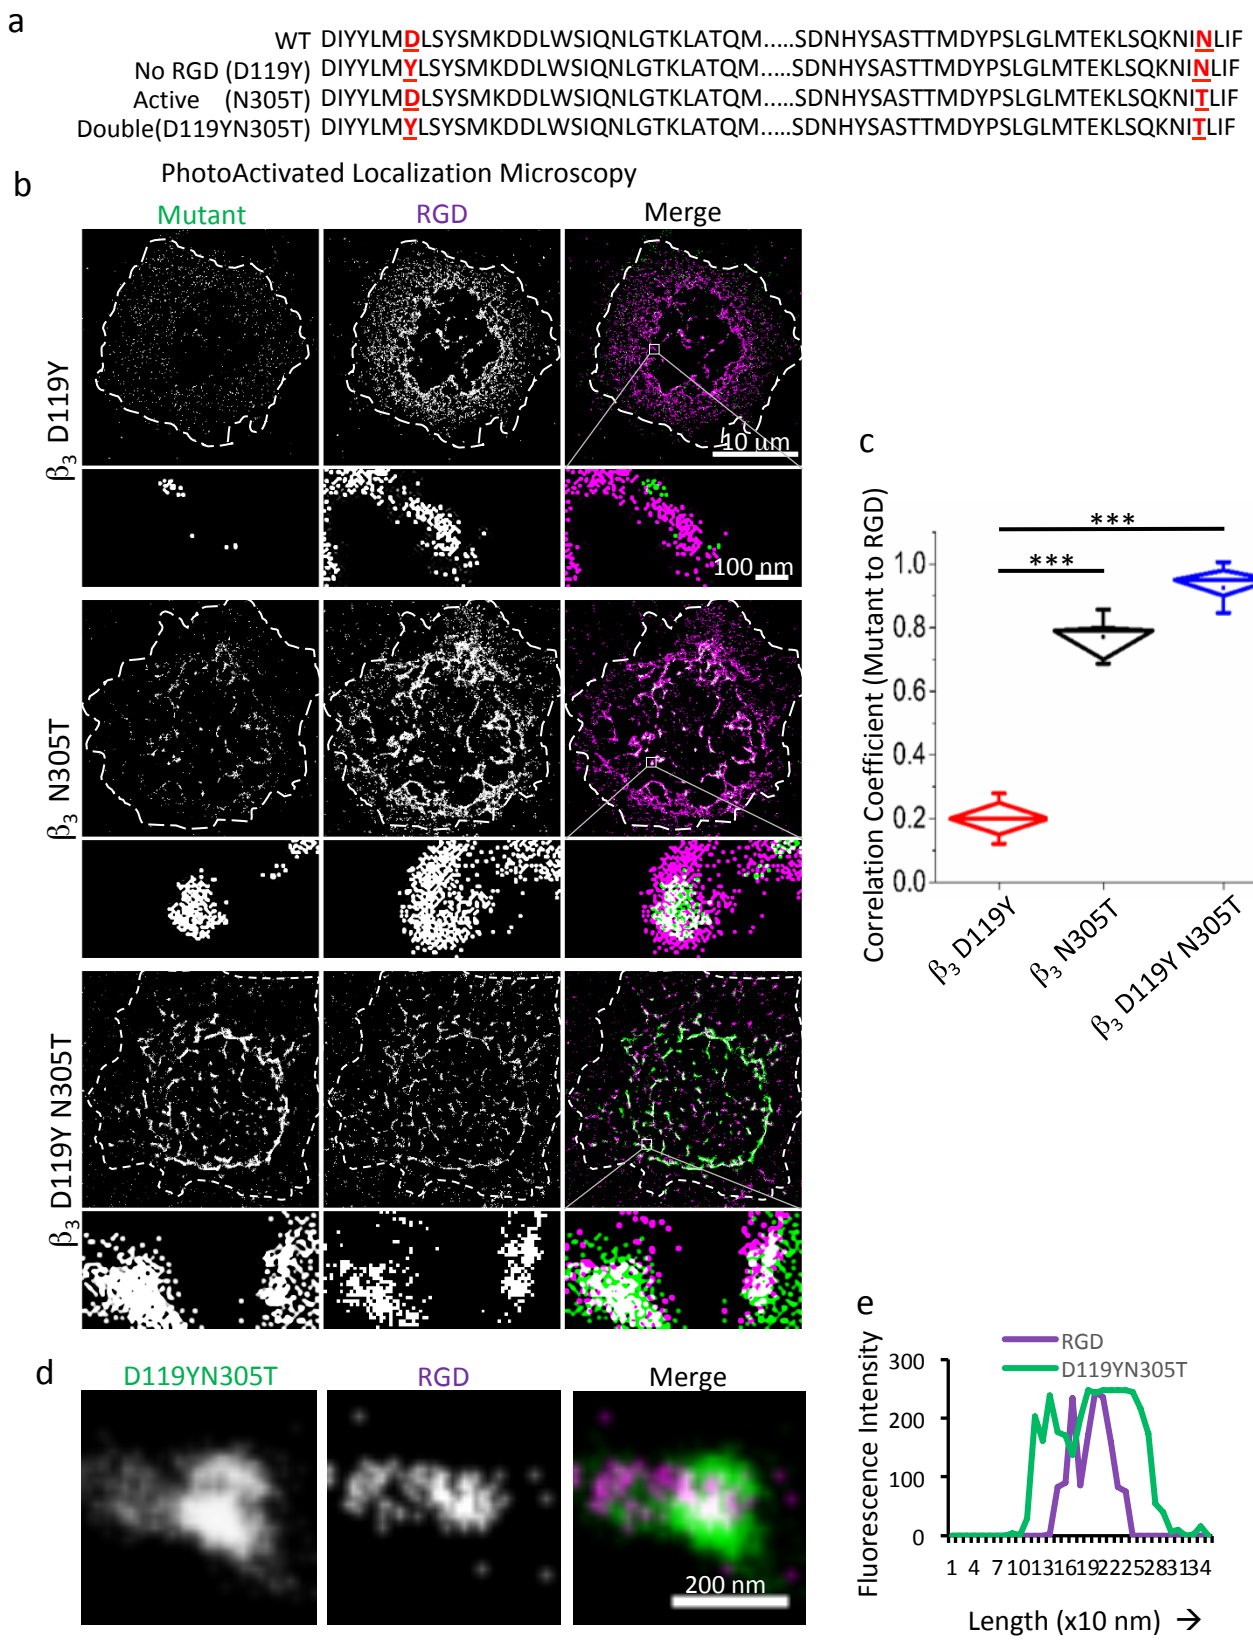 a
WT DIYYLMDLSYSMKDDLWSIQNLGTKLATQM.....SDNHYSASTTMDYPSLGLMTEKLSQKNINLIF
No RGD (D119Y) DIYYLMYLSYSMKDDLWSIQNLGTKLATQM.....SDNHYSASTTMDYPSLGLMTEKLSQKNINLIF
Active (N305T) DIYYLMDLSYSMKDDLWSIQNLGTKLATQM.....SDNHYSASTTMDYPSLGLMTEKLSQKNITLIF
Double(D119YN305T) DIYYLMYLSYSMKDDLWSIQNLGTKLATQM.....SDNHYSASTTMDYPSLGLMTEKLSQKNITLIF
b
PhotoActivated Localization Microscopy
Mutant RGD Merge
β3 D119Y
10 µm
100 nm
β3 N305T
β3 D119Y N305T
c
Correlation Coefficient (Mutant to RGD)
***
***
1.0
0.8
0.6
0.4
0.2
0.0
β3 D119Y
β3 N305T
β3 D119Y N305T
d
D119YN305T RGD Merge
200 nm
e
RGD
D119YN305T
Fluorescence Intensity
300
200
100
0
1 4 7 10 13 16 19 22 25 28 31 34
Length (x10 nm) →